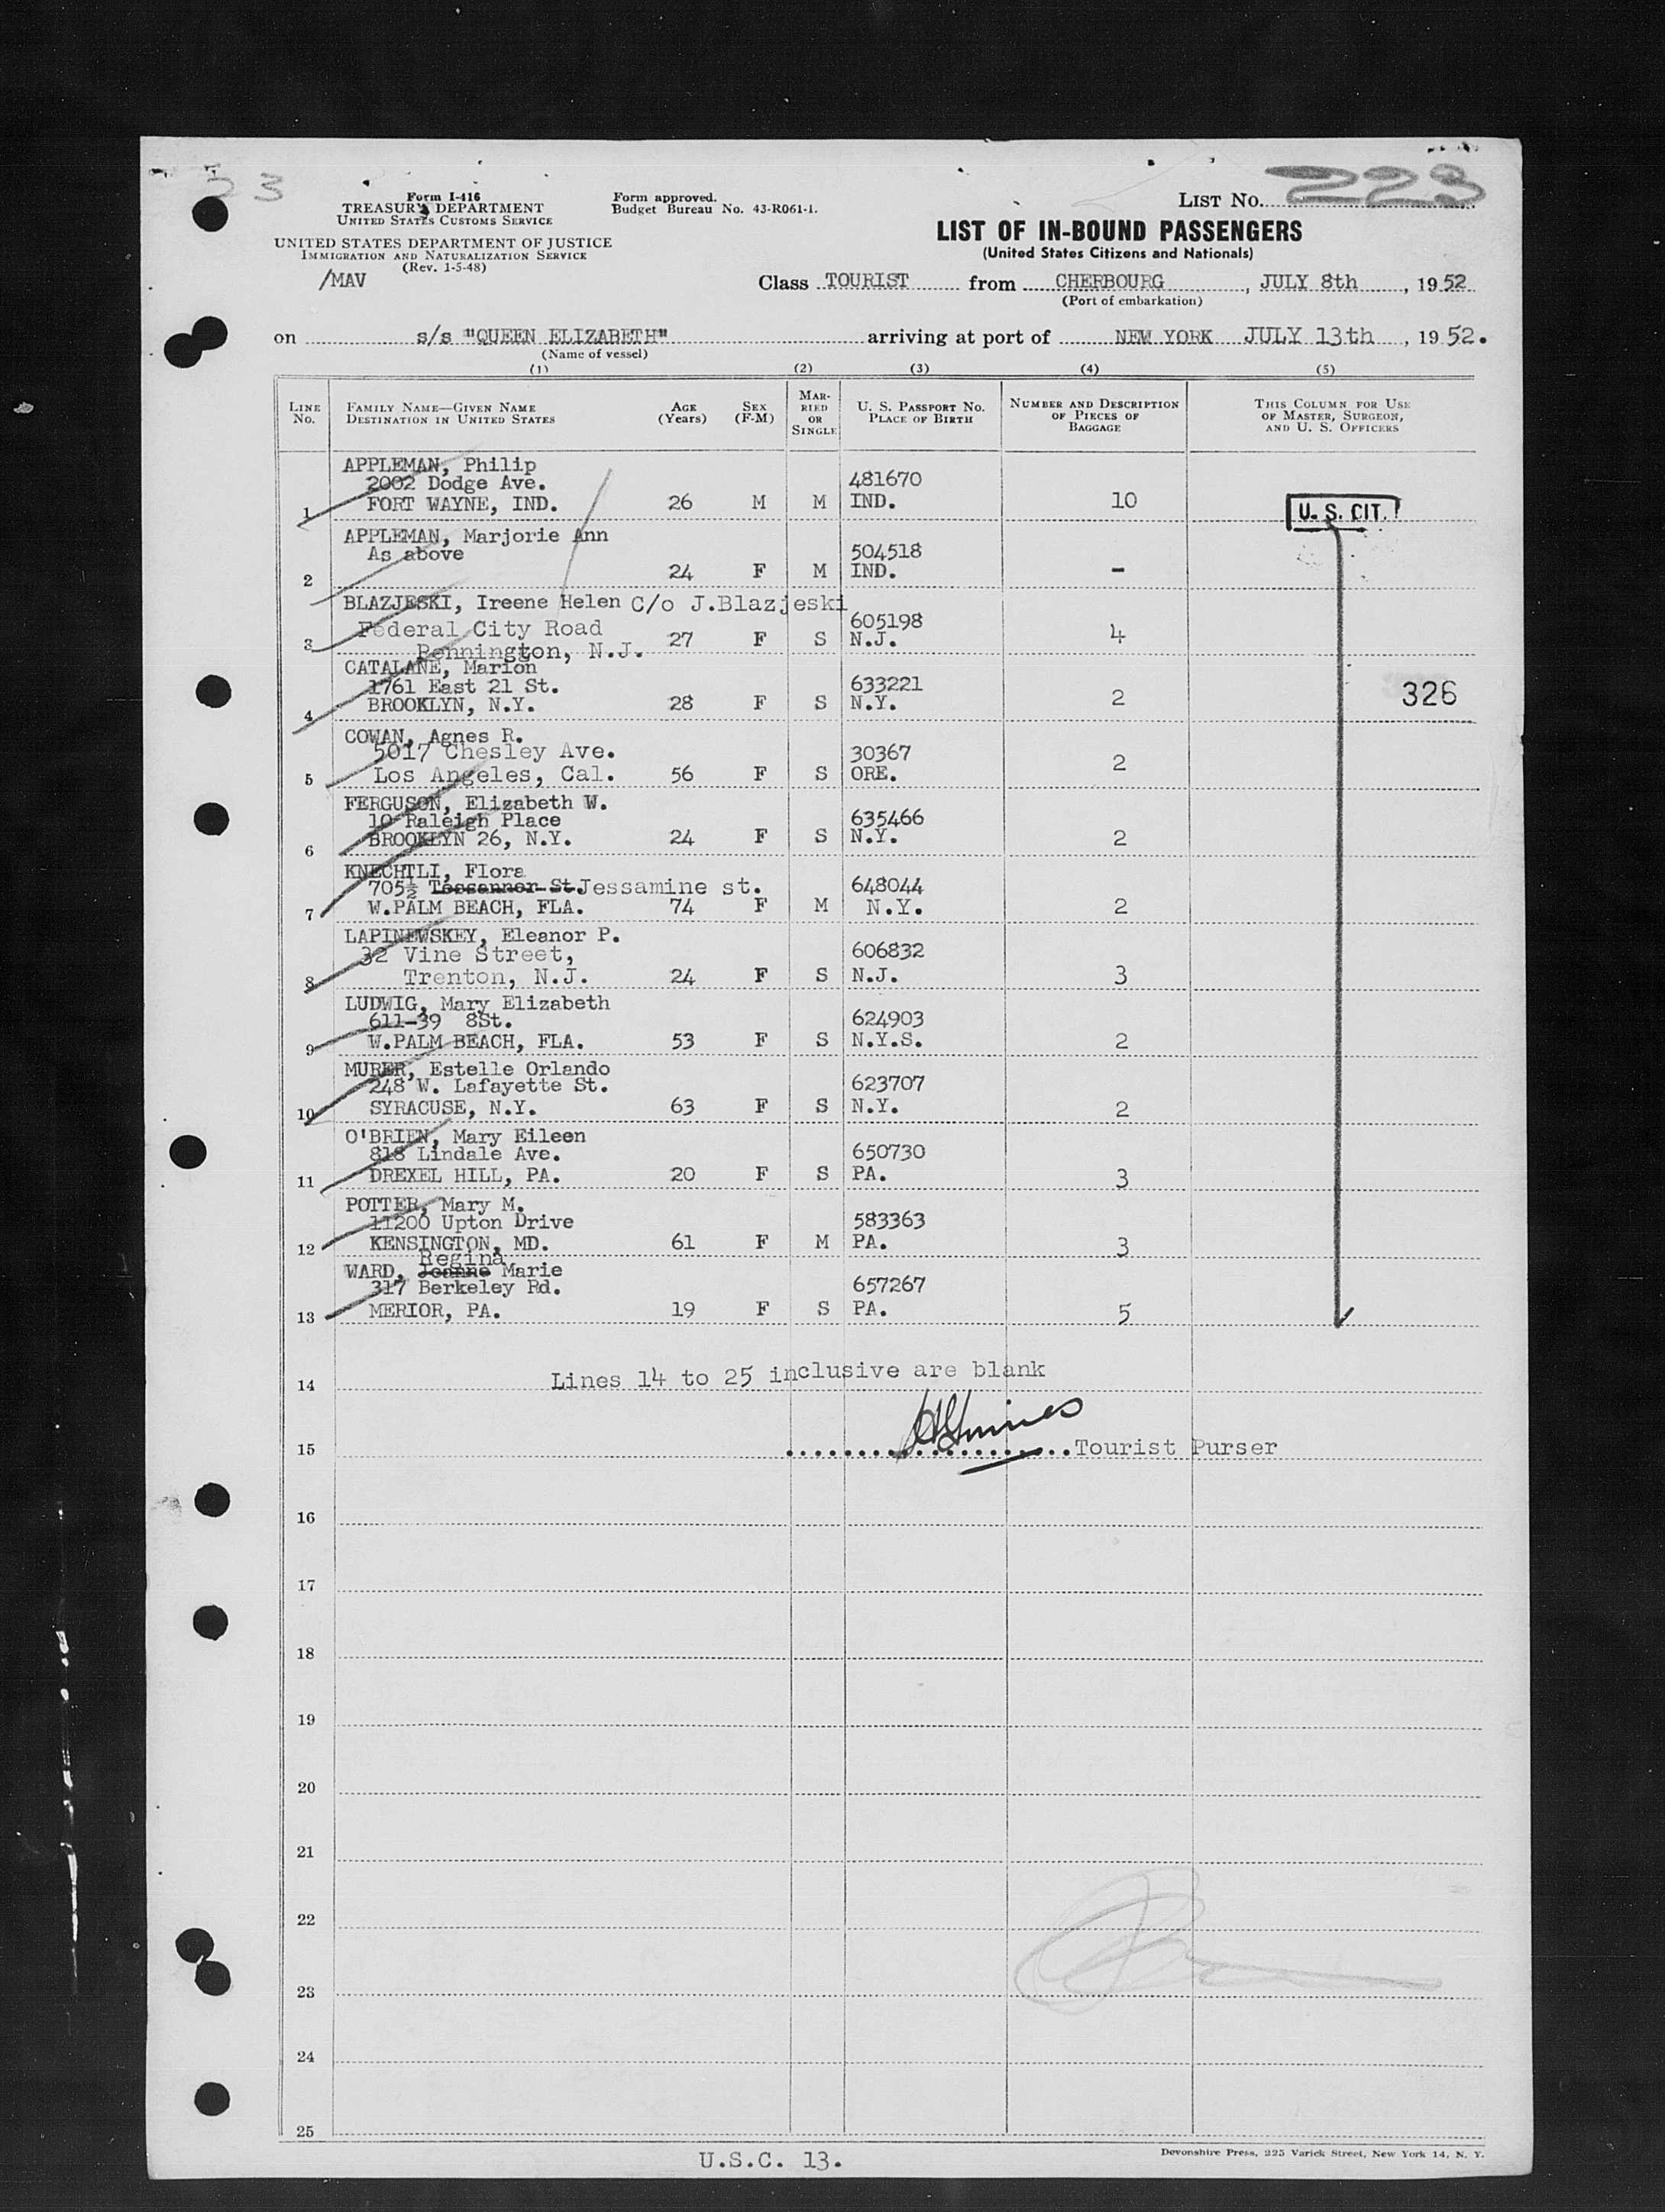 23
Form I-416
TREASURY DEPARTMENT
UNITED STATES CUSTOMS SERVICE
UNITED STATES DEPARTMENT OF JUSTICE
IMMIGRATION AND NATURALIZATION SERVICE
(Rev. 1-5-48)
/MAV
Form approved.
Budget Bureau No. 43-R061-1.
LIST NO. 223
LIST OF IN-BOUND PASSENGERS
(United States Citizens and Nationals)
Class TOURIST from CHERBOURG, JULY 8th, 1952
(Port of embarkation)
on s/s "QUEEN ELIZABETH" arriving at port of NEW YORK JULY 13th, 1952.
(Name of vessel)
(1) (2) (3) (4) (5)
LINE NO. FAMILY NAME—GIVEN NAME DESTINATION IN UNITED STATES AGE (Years) SEX (F-M) MARRIED OR SINGLE U. S. PASSPORT NO. PLACE OF BIRTH NUMBER AND DESCRIPTION OF PIECES OF BAGGAGE THIS COLUMN FOR USE OF MASTER, SURGEON, AND U. S. OFFICERS
APPLEMAN, Philip
2002 Dodge Ave. 481670
1 FORT WAYNE, IND. 26 M M IND. 10 U. S. CIT.
APPLEMAN, Marjorie Ann
As above 504518
2 24 F M IND. -
BLAZJESKI, Ireene Helen C/o J.Blazjeski
Federal City Road 605198
3 27 F S N.J. 4
Pennington, N.J.
CATALANE, Marion
1761 East 21 St. 633221
4 BROOKLYN, N.Y. 28 F S N.Y. 2 326
COWAN, Agnes R.
5017 Chesley Ave. 30367
5 Los Angeles, Cal. 56 F S ORE. 2
FERGUSON, Elizabeth W.
10 Raleigh Place 635466
6 BROOKLYN 26, N.Y. 24 F S N.Y. 2
KNECHTLI, Flora
705½ Jessamine st. 648044
7 W.PALM BEACH, FLA. 74 F M N.Y. 2
LAPINEWSKEY, Eleanor P.
32 Vine Street, 606832
8 Trenton, N.J. 24 F S N.J. 3
LUDWIG, Mary Elizabeth
611-39 8St. 624903
9 W.PALM BEACH, FLA. 53 F S N.Y.S. 2
MURER, Estelle Orlando
248 W. Lafayette St. 623707
10 SYRACUSE, N.Y. 63 F S N.Y. 2
O'BRIEN, Mary Eileen
818 Lindale Ave. 650730
11 DREXEL HILL, PA. 20 F S PA. 3
POTTER, Mary M.
11200 Upton Drive 583363
12 KENSINGTON, MD. 61 F M PA. 3
Regina
WARD, Joanne Marie
317 Berkeley Rd. 657267
13 MERIOR, PA. 19 F S PA. 5
14 Lines 14 to 25 inclusive are blank
15 Tourist Purser
16
17
18
19
20
21
22
23
24
25
U.S.C. 13.
Devonshire Press, 225 Varick Street, New York 14, N. Y.